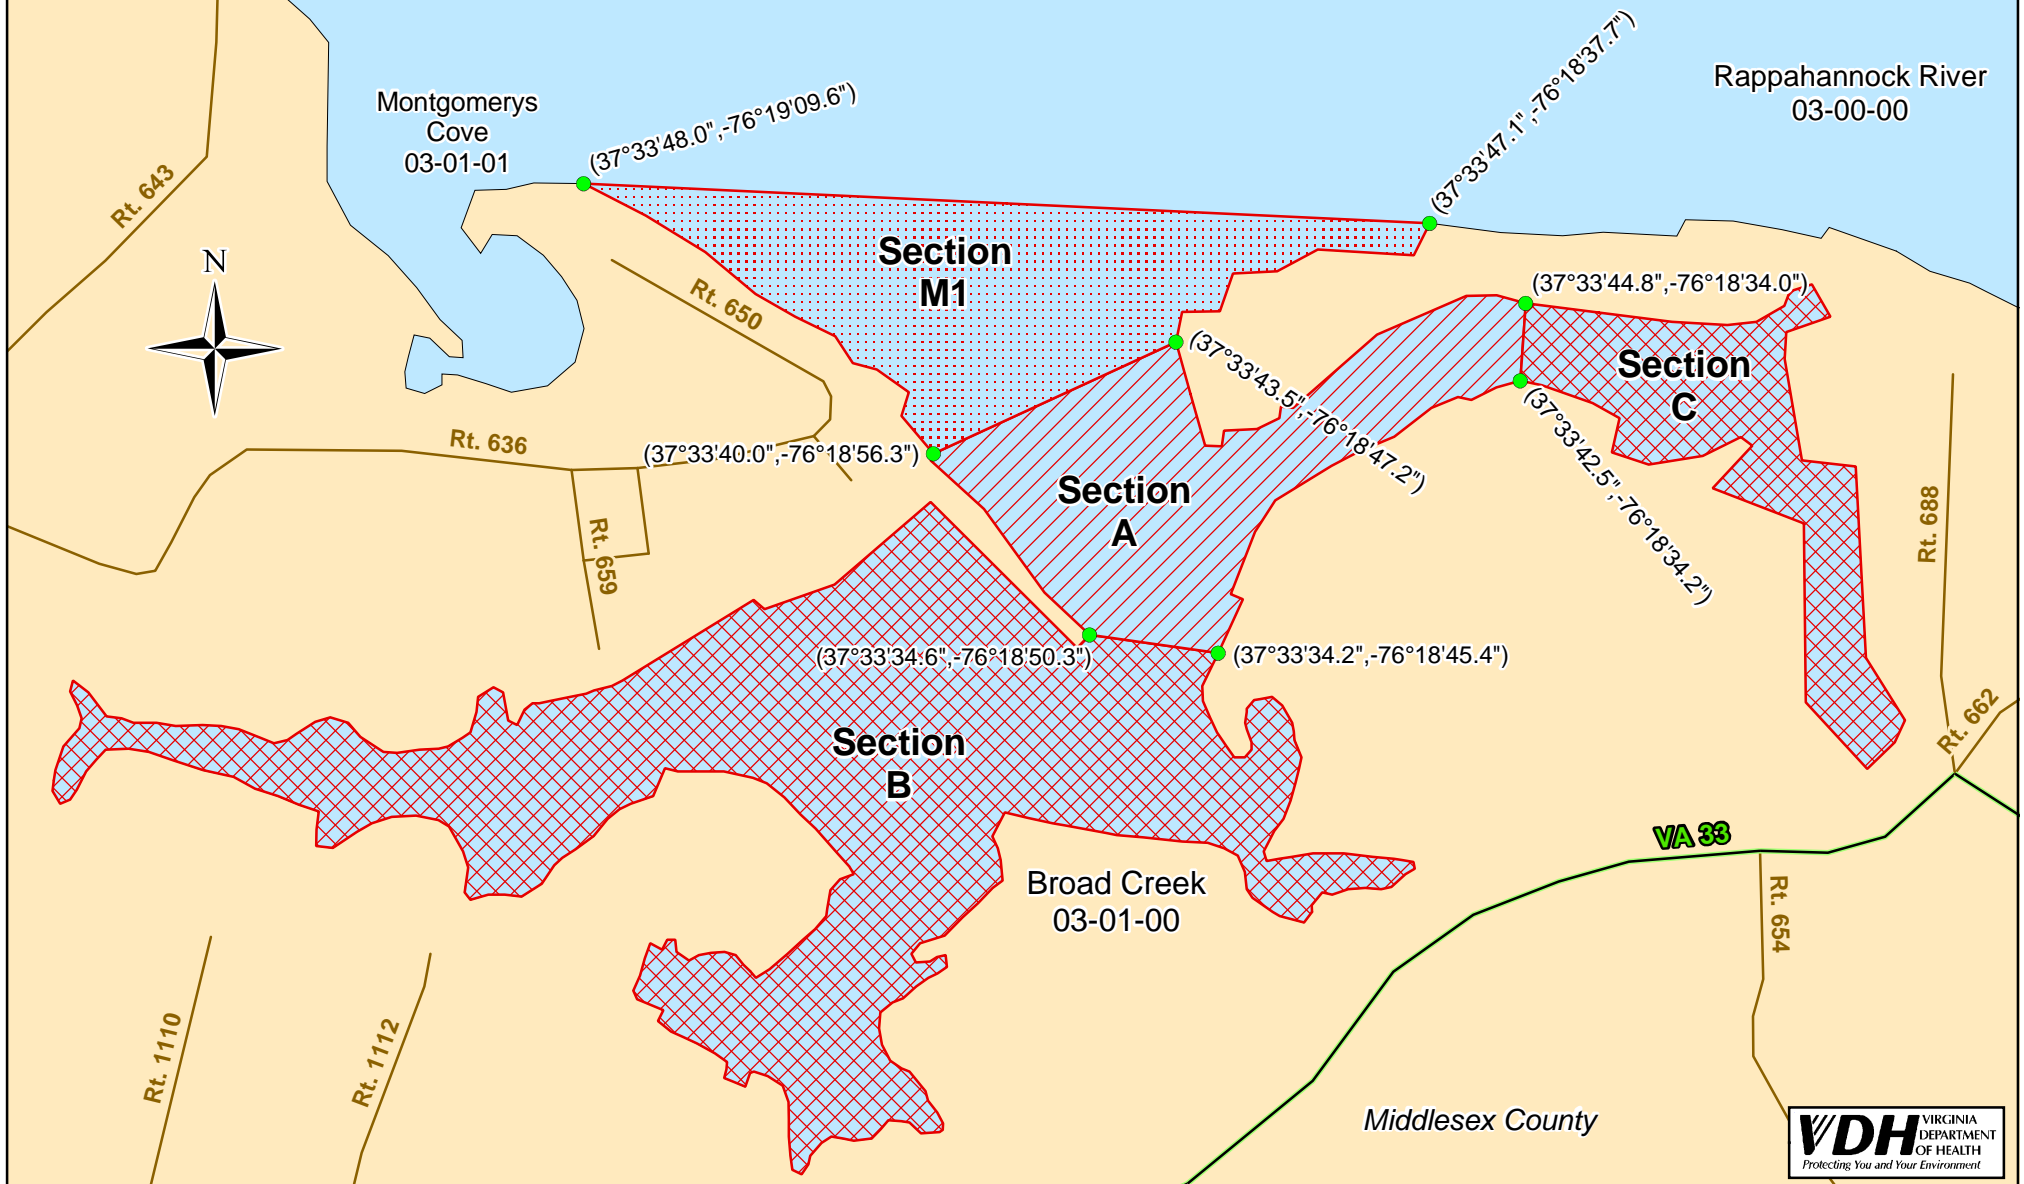 (37°33'47.1",-76°18'37.7")
Rappahannock River
03-00-00
Montgomerys
Cove
03-01-01
(37°33'48.0",-76°19'09.6")
Rt. 643
N
Section
M1
Rt. 650
(37°33'44.8",-76°18'34.0")
(37°33'43.5",-76°18'47.2")
Section
C
(37°33'42.5",-76°18'34.2")
Rt. 636
(37°33'40.0",-76°18'56.3")
Section
A
Rt. 659
Rt. 688
(37°33'34.6",-76°18'50.3")
(37°33'34.2",-76°18'45.4")
Rt. 662
Section
B
VA 33
Broad Creek
03-01-00
Rt. 654
Rt. 1110
Rt. 1112
Middlesex County
VDH
VIRGINIA
DEPARTMENT
OF HEALTH
Protecting You and Your Environment